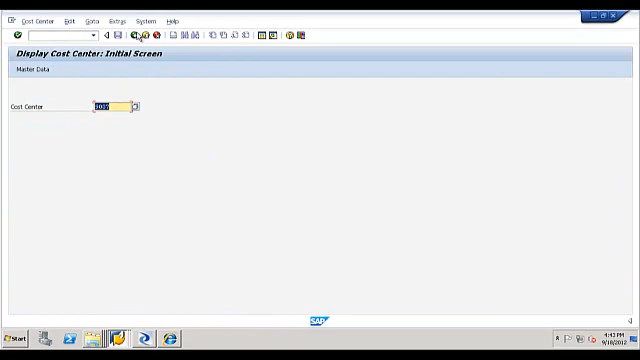 Cost Center Edit Goto Extras System Help
Display Cost Center: Initial Screen
Master Data
Cost Center
SAP
Start
4:43 PM
9/18/2012